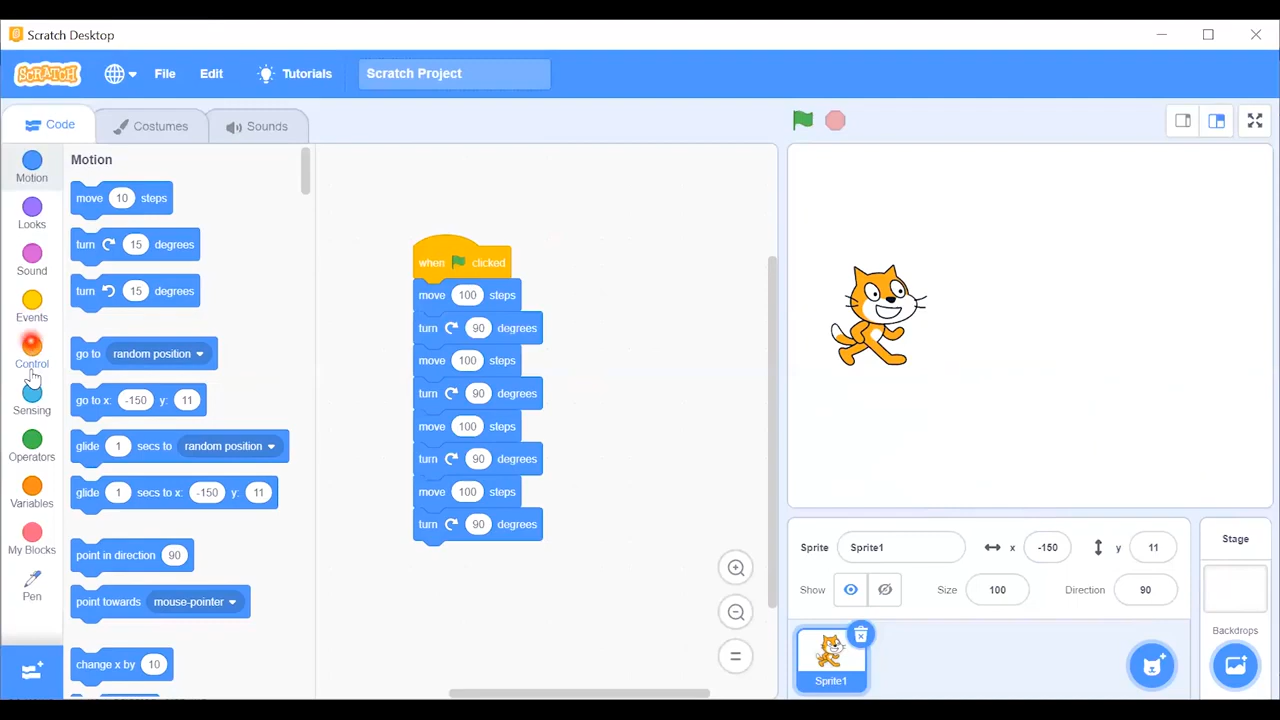 Scratch Desktop
SCRATCH File Edit Tutorials Scratch Project
Code Costumes Sounds
Motion
Looks
Sound
Events
Control
Sensing
Operators
Variables
My Blocks
Pen
Motion
move 10 steps
turn 15 degrees
turn 15 degrees
go to random position
go to x: -150 y: 11
glide 1 secs to random position
glide 1 secs to x: -150 y: 11
point in direction 90
point towards mouse-pointer
change x by 10
when clicked
move 100 steps
turn 90 degrees
move 100 steps
turn 90 degrees
move 100 steps
turn 90 degrees
move 100 steps
turn 90 degrees
Sprite Sprite1 x -150 y 11
Show Size 100 Direction 90
Sprite1
Stage
Backdrops